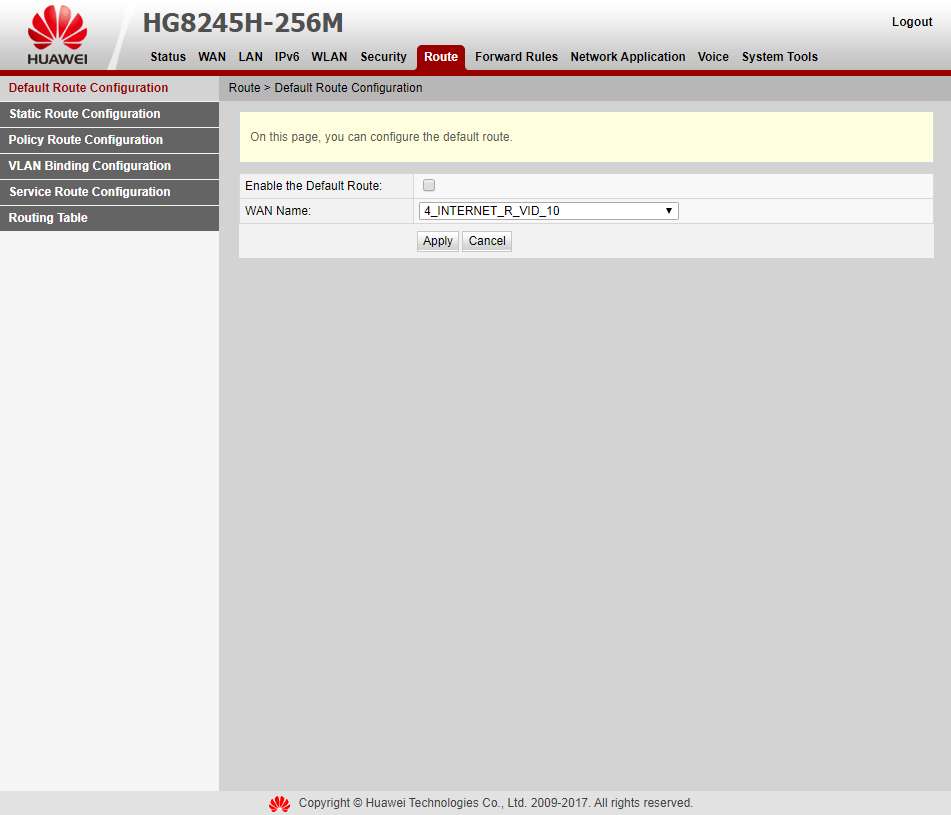 HUAWEI
HG8245H-256M
Logout
Status WAN LAN IPv6 WLAN Security Route Forward Rules Network Application Voice System Tools
Default Route Configuration
Static Route Configuration
Policy Route Configuration
VLAN Binding Configuration
Service Route Configuration
Routing Table
Route > Default Route Configuration
On this page, you can configure the default route.
Enable the Default Route:
WAN Name: 4_INTERNET_R_VID_10
Apply Cancel
Copyright © Huawei Technologies Co., Ltd. 2009-2017. All rights reserved.